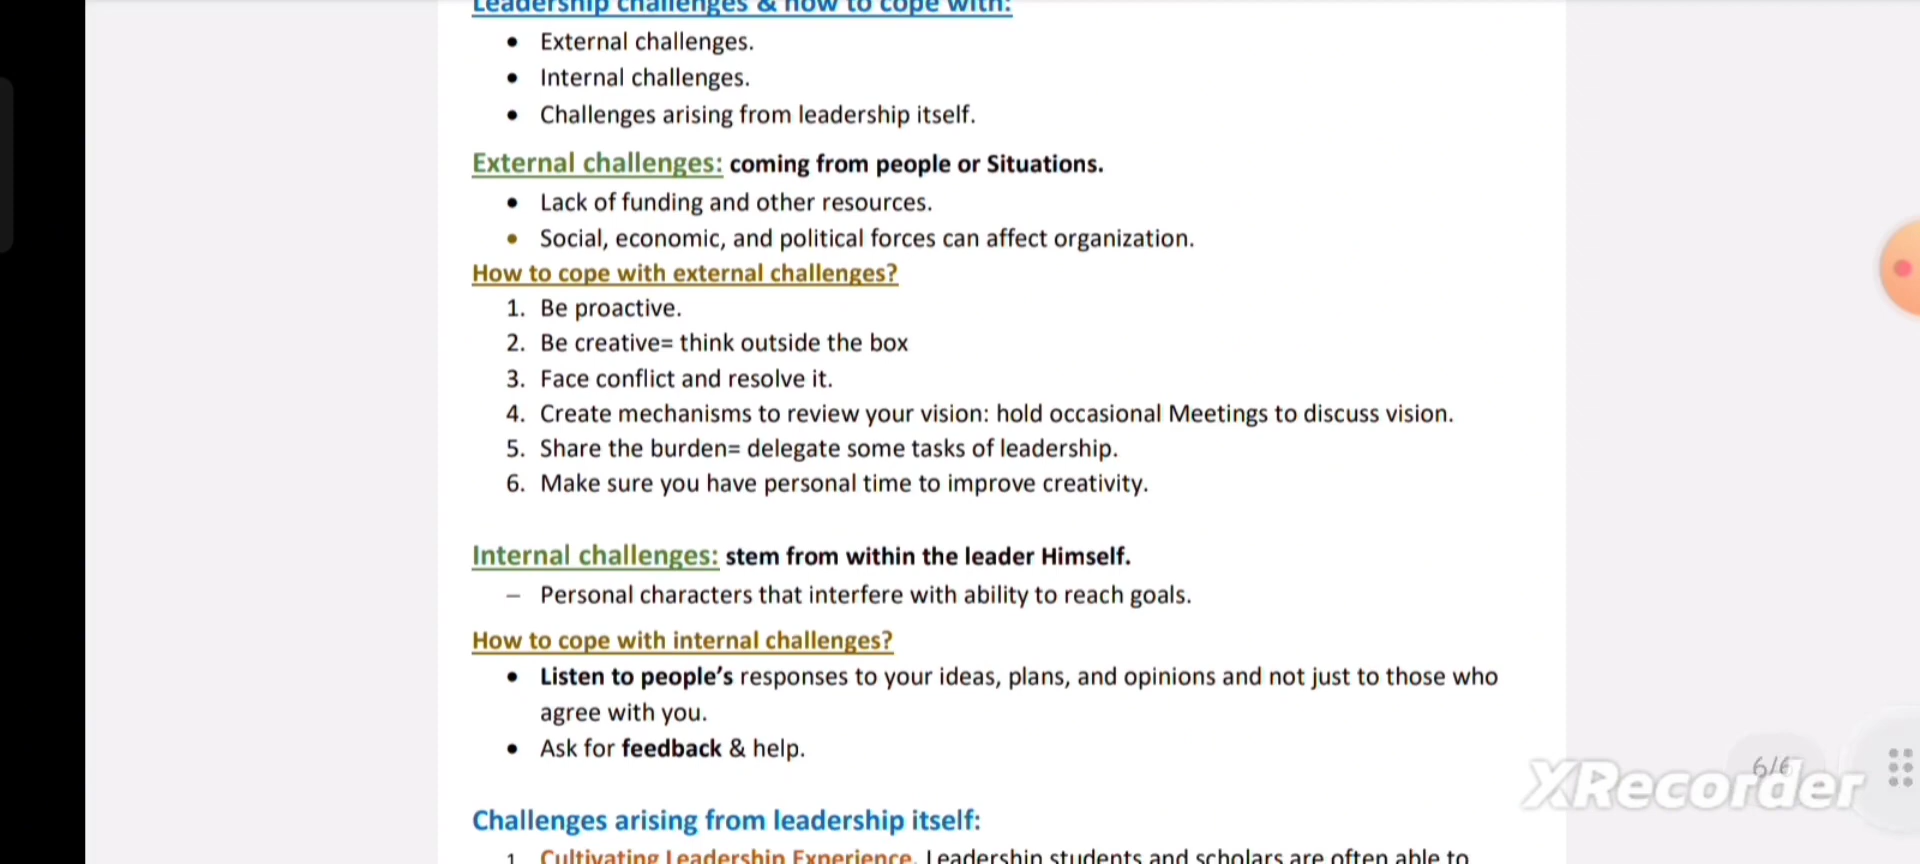 Leadership challenges & how to cope with:
• External challenges.
• Internal challenges.
• Challenges arising from leadership itself.
External challenges: coming from people or Situations.
• Lack of funding and other resources.
• Social, economic, and political forces can affect organization.
How to cope with external challenges?
1. Be proactive.
2. Be creative= think outside the box
3. Face conflict and resolve it.
4. Create mechanisms to review your vision: hold occasional Meetings to discuss vision.
5. Share the burden= delegate some tasks of leadership.
6. Make sure you have personal time to improve creativity.
Internal challenges: stem from within the leader Himself.
– Personal characters that interfere with ability to reach goals.
How to cope with internal challenges?
• Listen to people's responses to your ideas, plans, and opinions and not just to those who
agree with you.
• Ask for feedback & help.
6/6
XRecorder
Challenges arising from leadership itself:
1. Cultivating Leadership Experience. Leadership students and scholars are often able to